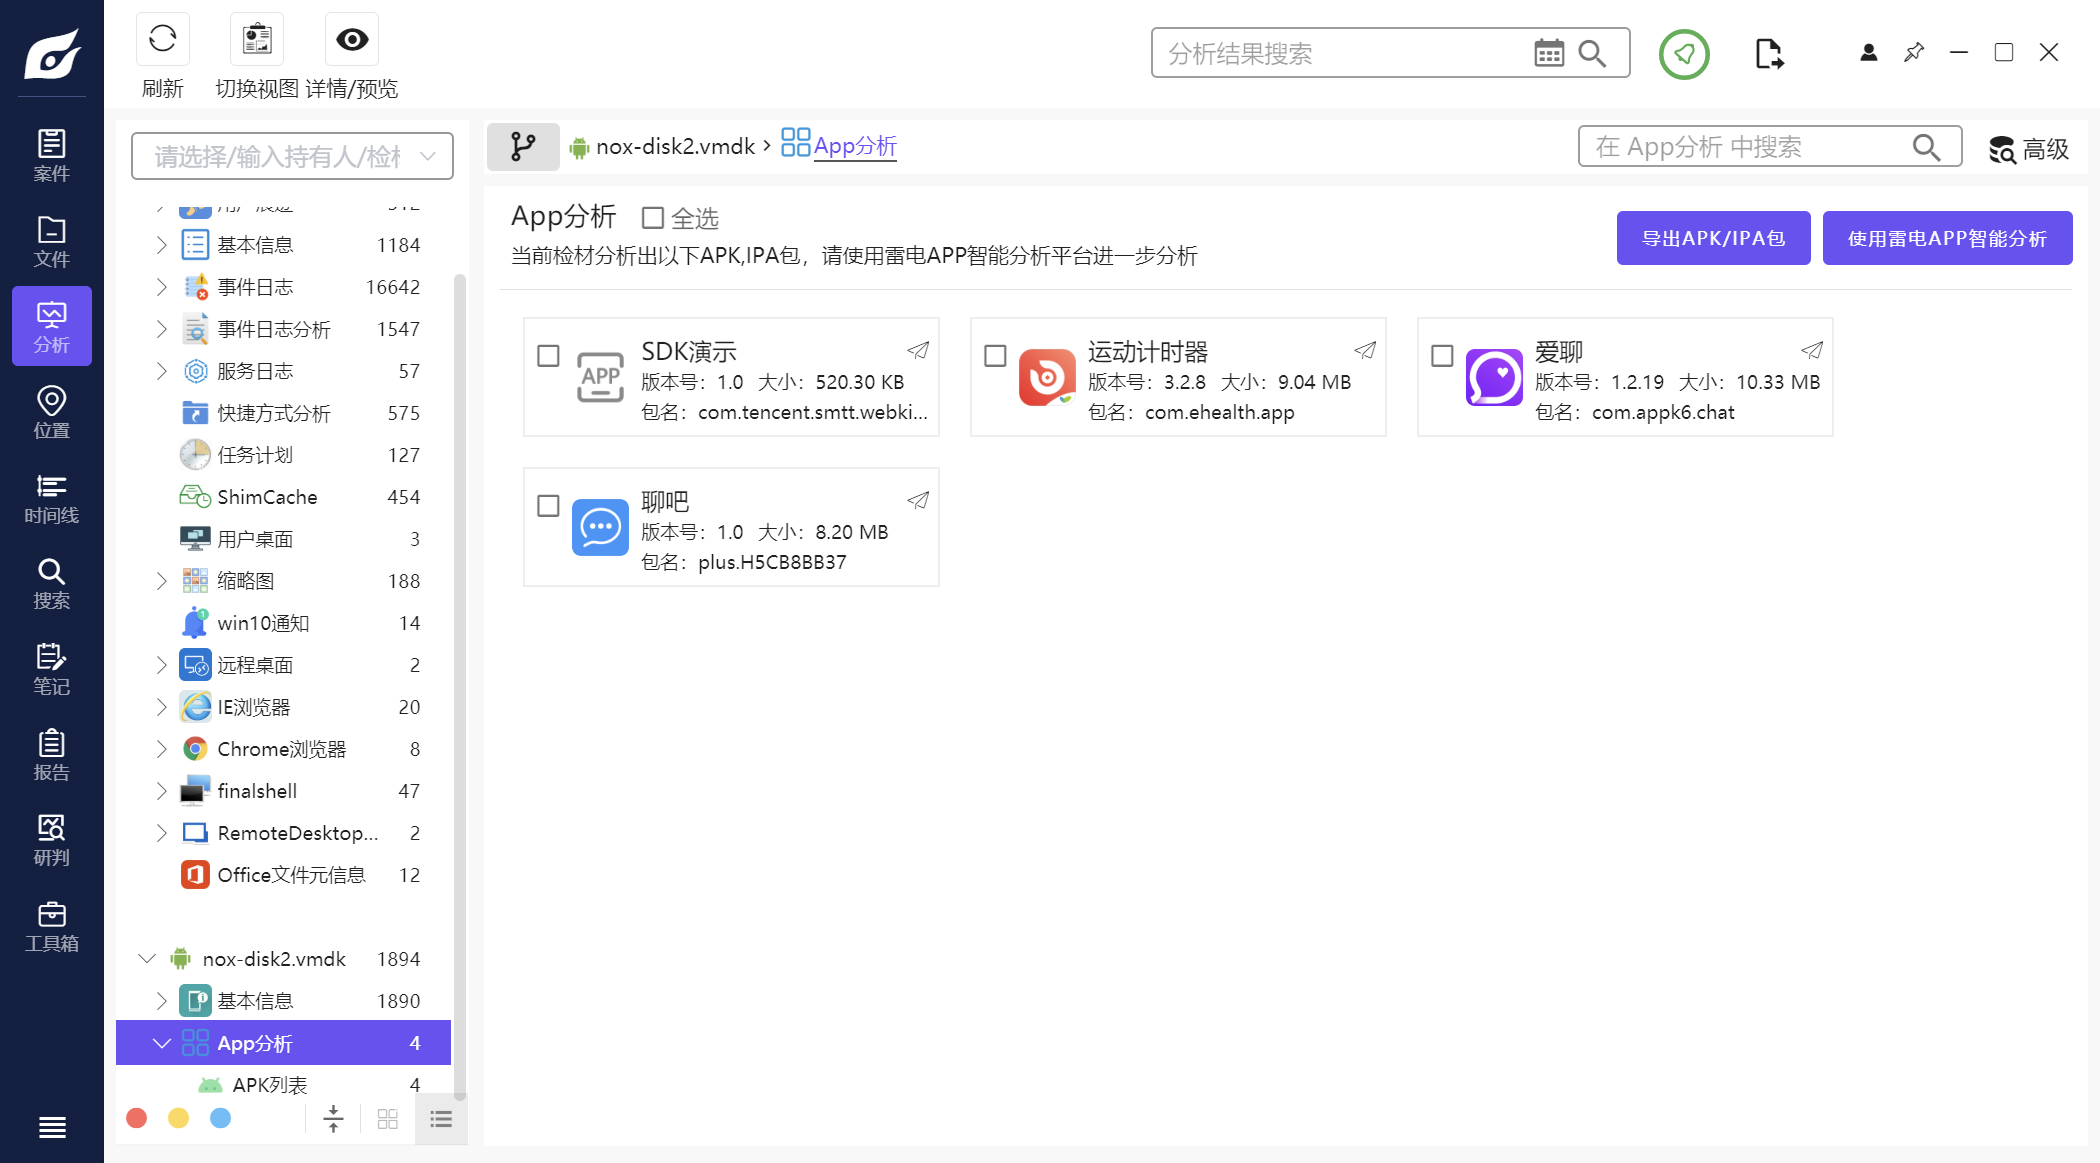 刷新
切换视图
详情/预览
分析结果搜索
案件
文件
分析
位置
时间线
搜索
笔记
报告
研判
工具箱
请选择/输入持有人/检材
基本信息 1184
事件日志 16642
事件日志分析 1547
服务日志 57
快捷方式分析 575
任务计划 127
ShimCache 454
用户桌面 3
缩略图 188
win10通知 14
远程桌面 2
IE浏览器 20
Chrome浏览器 8
finalshell 47
RemoteDesktop... 2
Office文件元信息 12
nox-disk2.vmdk 1894
基本信息 1890
App分析 4
APK列表 4
nox-disk2.vmdk › App分析
在 App分析 中搜索
高级
App分析 全选
当前检材分析出以下APK,IPA包，请使用雷电APP智能分析平台进一步分析
导出APK/IPA包
使用雷电APP智能分析
APP
SDK演示
版本号：1.0 大小：520.30 KB
包名：com.tencent.smtt.webki...
运动计时器
版本号：3.2.8 大小：9.04 MB
包名：com.ehealth.app
爱聊
版本号：1.2.19 大小：10.33 MB
包名：com.appk6.chat
聊吧
版本号：1.0 大小：8.20 MB
包名：plus.H5CB8BB37